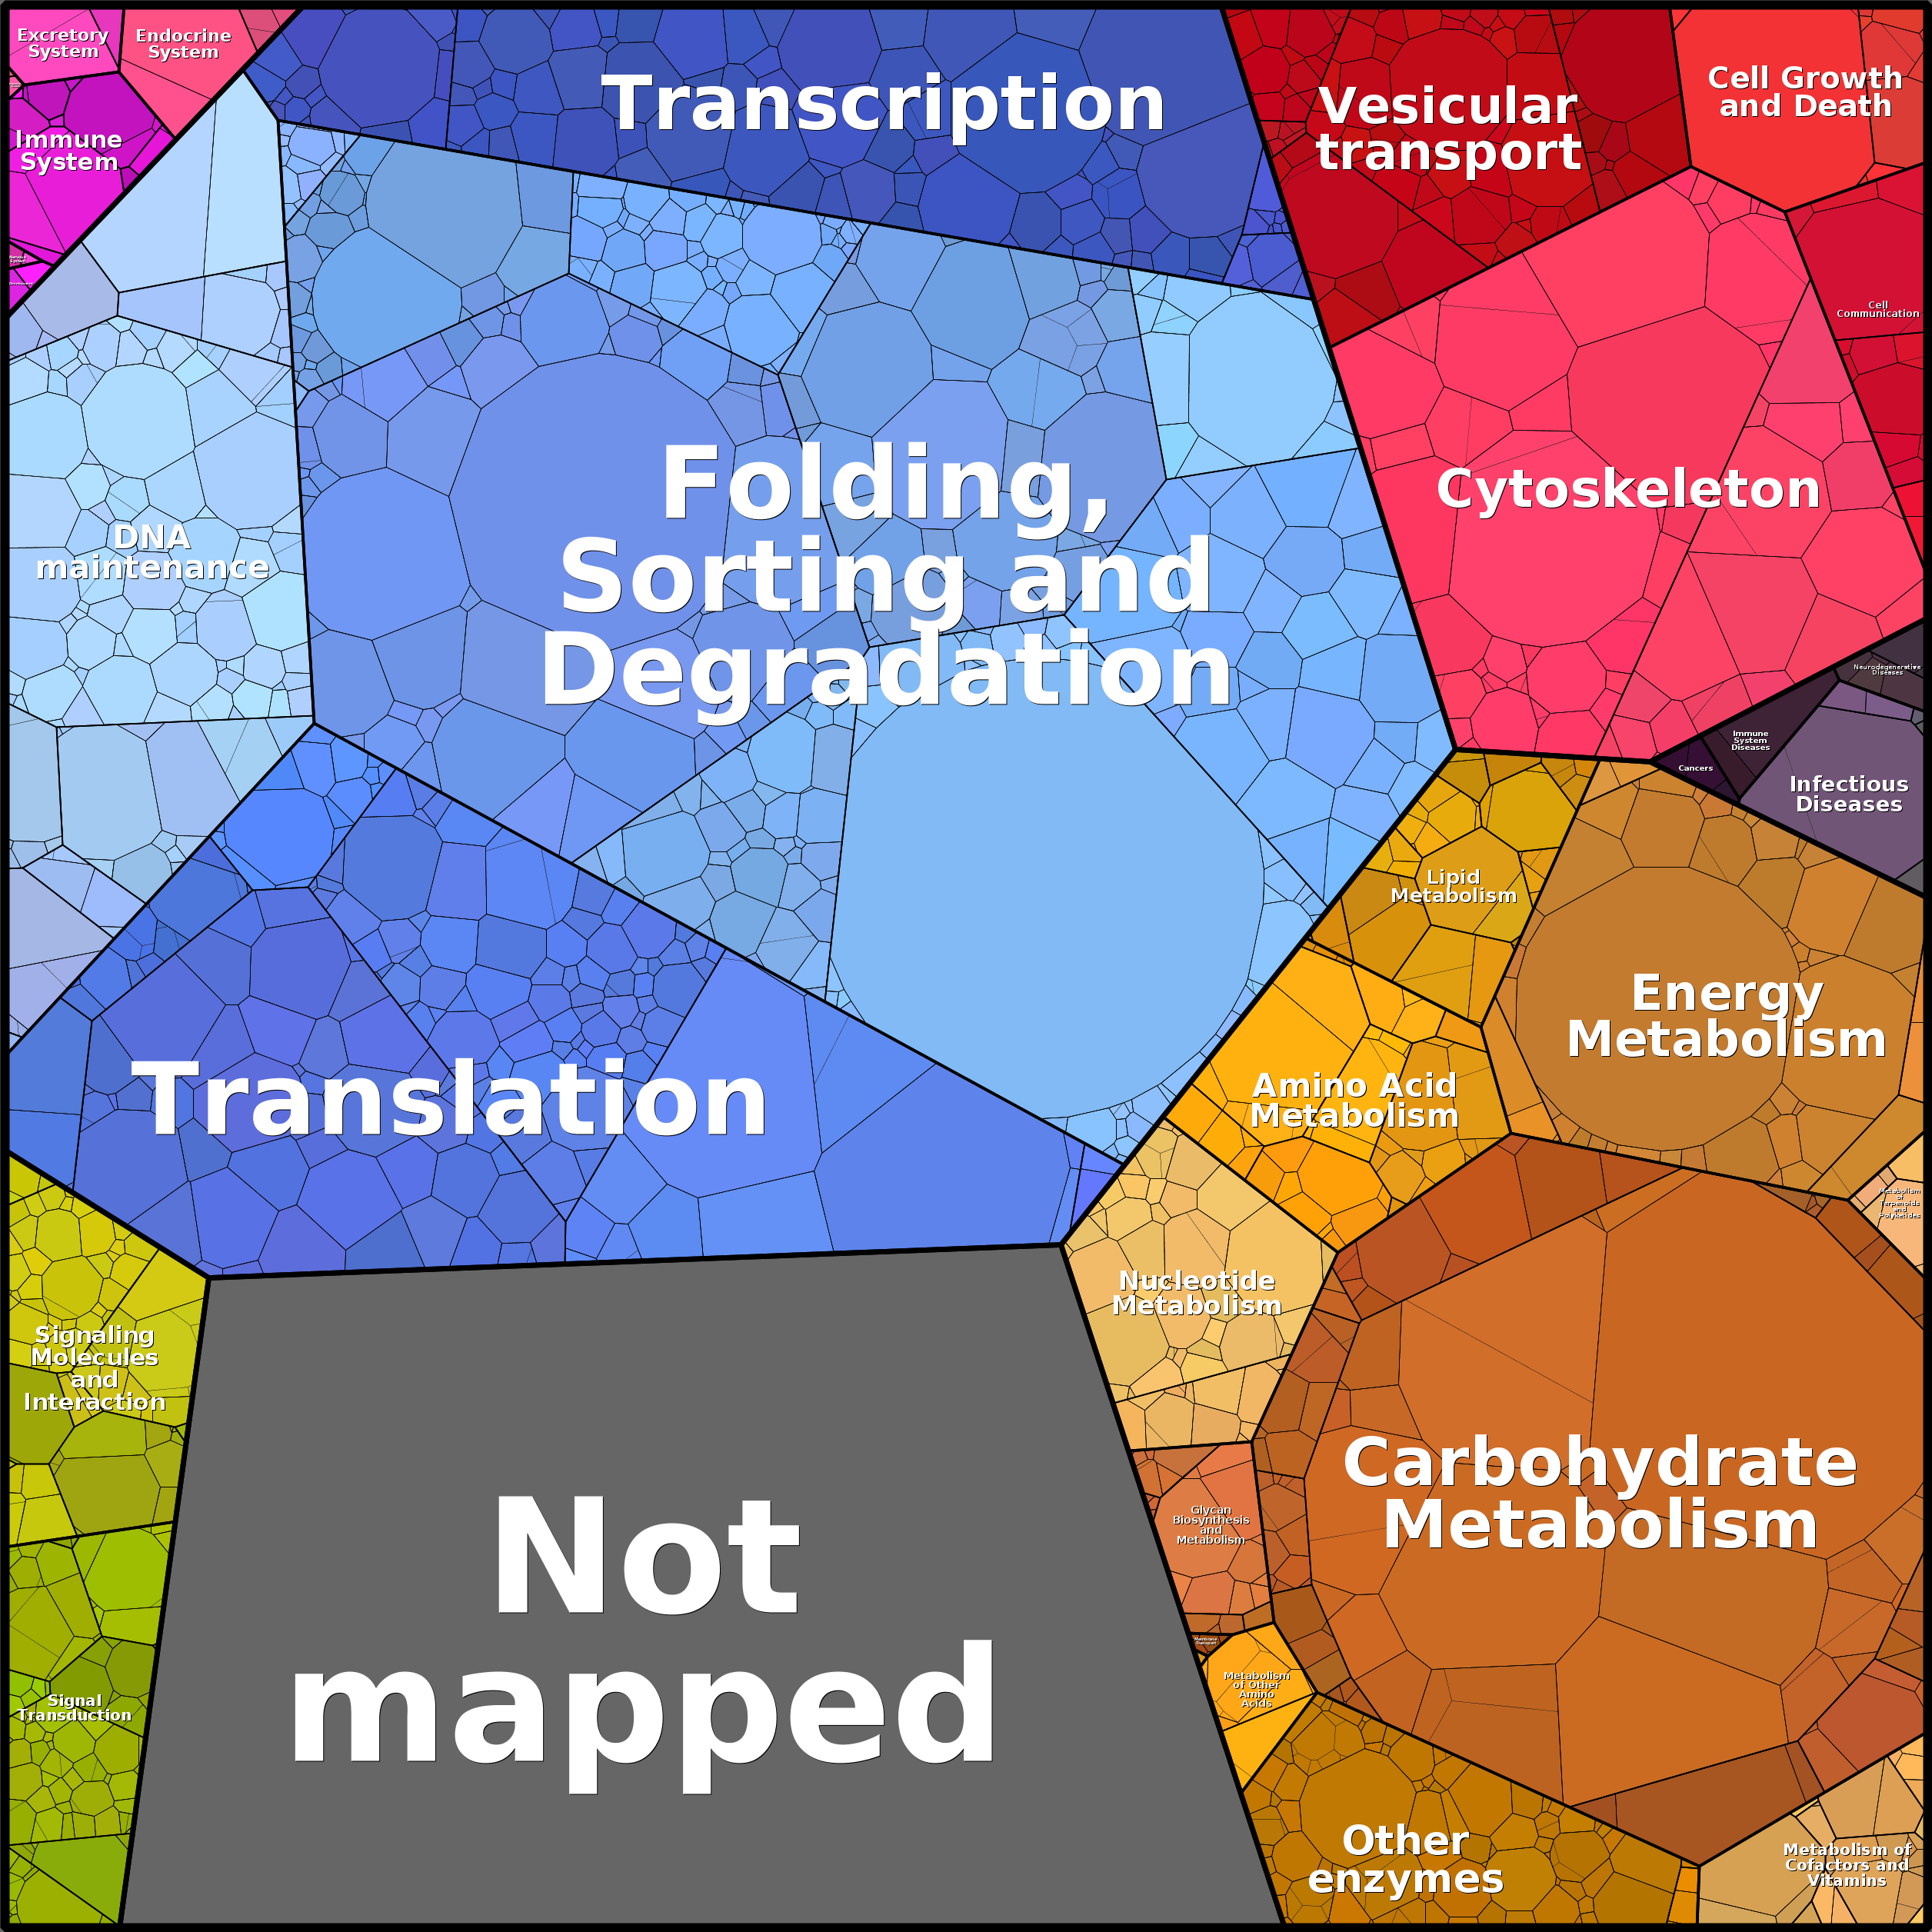 Excretory
System
Endocrine
System
Immune
System
Transcription
Vesicular
transport
Cell Growth
and Death
Cell
Communication
Cytoskeleton
DNA
maintenance
Folding,
Sorting and
Degradation
Neurodegenerative
Diseases
Immune
System
Diseases
Cancers
Infectious
Diseases
Lipid
Metabolism
Energy
Metabolism
Amino Acid
Metabolism
Translation
Metabolism
of
Terpenoids
and
Polyketides
Nucleotide
Metabolism
Signaling
Molecules
and
Interaction
Carbohydrate
Metabolism
Glycan
Biosynthesis
and
Metabolism
Not
mapped
Membrane
Transport
Metabolism
of Other
Amino
Acids
Signal
Transduction
Other
enzymes
Metabolism of
Cofactors and
Vitamins